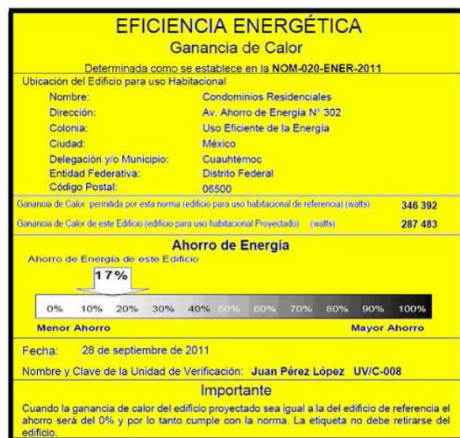 EFICIENCIA ENERGÉTICA
Ganancia de Calor
Determinada como se establece en la NOM-020-ENER-2011
Ubicación del Edificio para uso Habitacional
Nombre: Condominios Residenciales
Dirección: Av. Ahorro de Energía N° 302
Colonia: Uso Eficiente de la Energía
Ciudad: México
Delegación y/o Municipio: Cuauhtémoc
Entidad Federativa: Distrito Federal
Código Postal: 06500
Ganancia de Calor permitida por esta norma (edificio para uso habitacional de referencia) (watts) 346 392
Ganancia de Calor de este Edificio (edificio para uso habitacional Proyectado) (watts) 287 483
Ahorro de Energía
Ahorro de Energía de este Edificio
17%
0% 10% 20% 30% 40% 50% 60% 70% 80% 90% 100%
Menor Ahorro Mayor Ahorro
Fecha: 28 de septiembre de 2011
Nombre y Clave de la Unidad de Verificación: Juan Pérez López UV/C-008
Importante
Cuando la ganancia de calor del edificio proyectado sea igual a la del edificio de referencia el
ahorro será del 0% y por lo tanto cumple con la norma. La etiqueta no debe retirarse del
edificio.